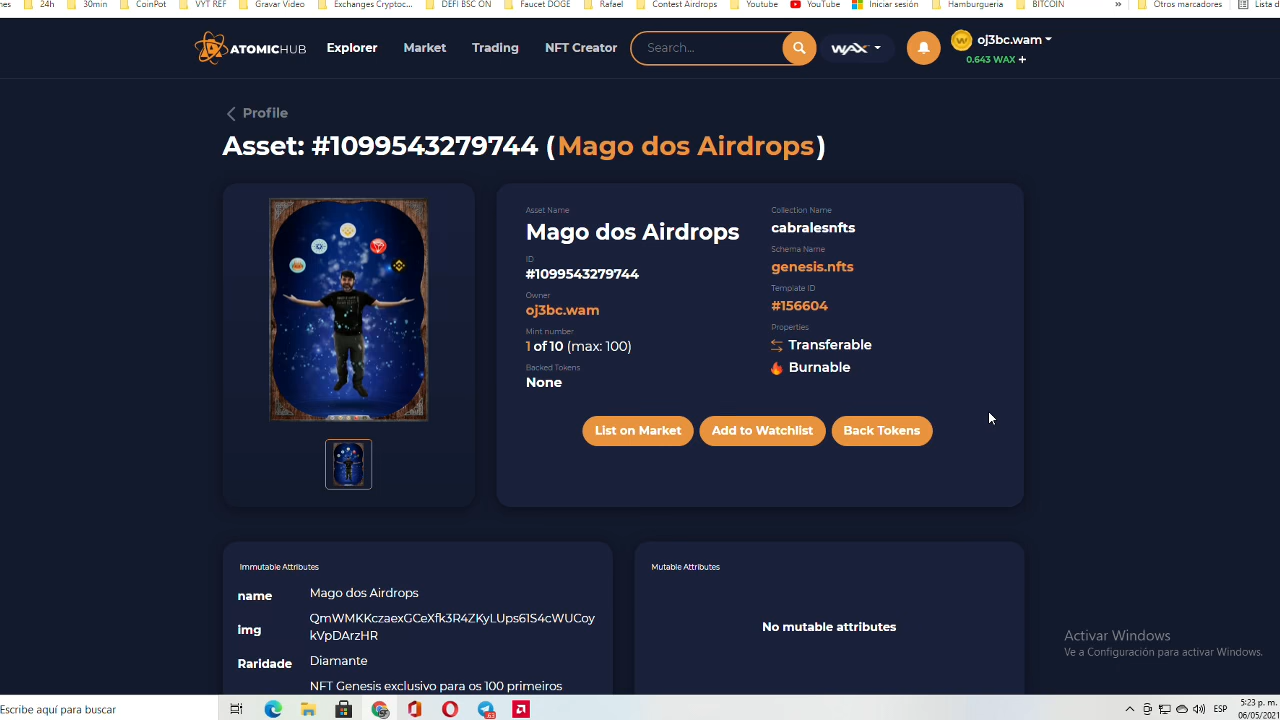 24h
30min
CoinPot
VYT REF
Gravar Video
Exchanges Cryptoc...
DEFI BSC ON
Faucet DOGE
Rafael
Contest Airdrops
Youtube
YouTube
Iniciar sesión
Hamburgueria
BITCOIN
»
Otros marcadores
ATOMICHUB
Explorer
Market
Trading
NFT Creator
Search...
WAX
oj3bc.wam
0.643 WAX +
Profile
Asset: #1099543279744 (Mago dos Airdrops)
Asset Name
Mago dos Airdrops
ID
#1099543279744
Owner
oj3bc.wam
Mint number
1 of 10 (max: 100)
Backed Tokens
None
Collection Name
cabralesnfts
Schema Name
genesis.nfts
Template ID
#156604
Properties
Transferable
Burnable
List on Market
Add to Watchlist
Back Tokens
Immutable Attributes
name Mago dos Airdrops
img QmWMKKczaexGCeXfk3R4ZKyLUps61S4cWUCoy
kVpDArzHR
Raridade Diamante
NFT Genesis exclusivo para os 100 primeiros
Mutable Attributes
No mutable attributes
Activar Windows
Ve a Configuración para activar Windows.
Escribe aquí para buscar
63
ESP
5:23 p. m.
06/05/2021